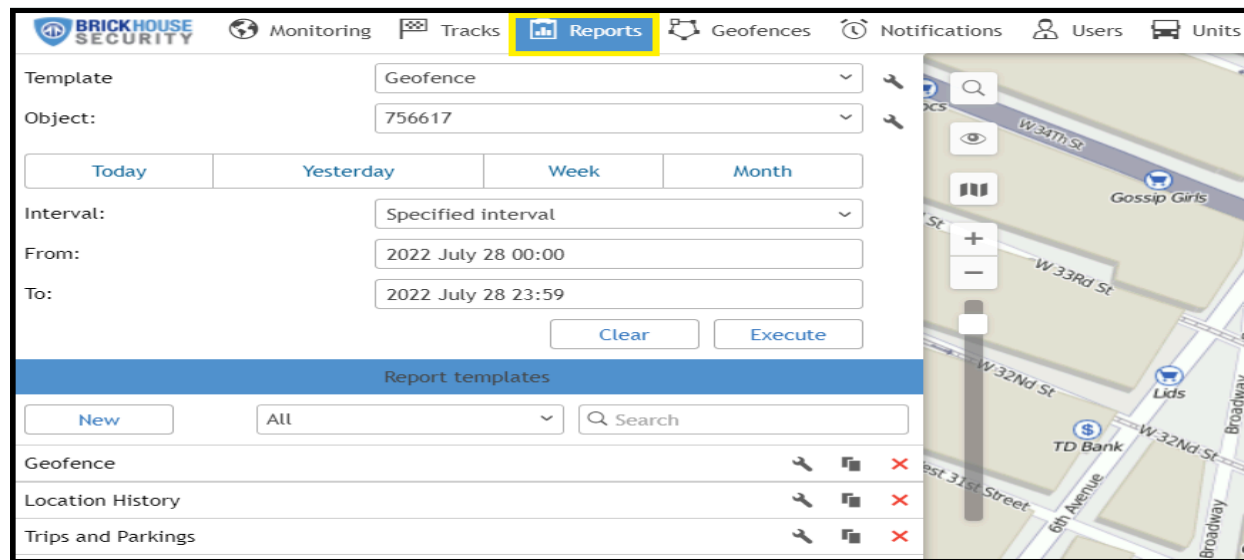 BRICKHOUSE SECURITY Monitoring Tracks Reports Geofences Notifications Users Units
Template Geofence
Object: 756617
Today Yesterday Week Month
Interval: Specified interval
From: 2022 July 28 00:00
To: 2022 July 28 23:59
Clear Execute
Report templates
New All Search
Geofence
Location History
Trips and Parkings
W 34Th St
Gossip Girls
St
W 33Rd St
W 32Nd St
Lids
Broadway
TD Bank
W 32Nd St
West 31st Street
6th Avenue
Broadway